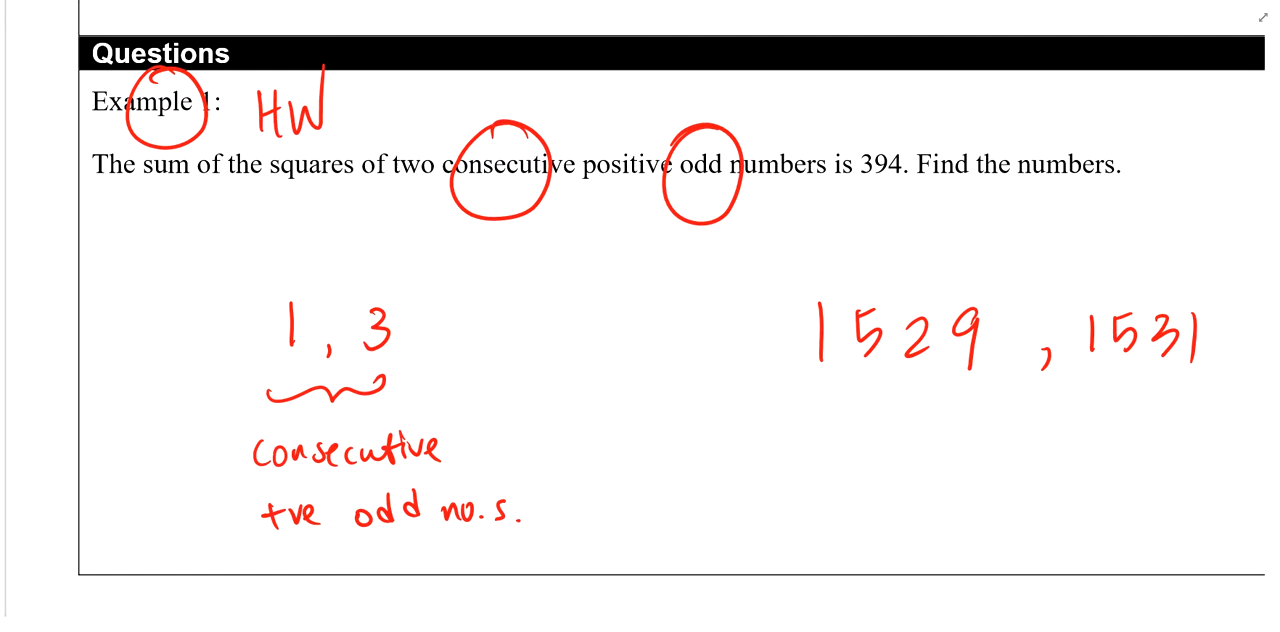 Questions
Example 1: HW
The sum of the squares of two consecutive positive odd numbers is 394. Find the numbers.
1, 3
1529, 1531
consecutive
+ve odd no.s.